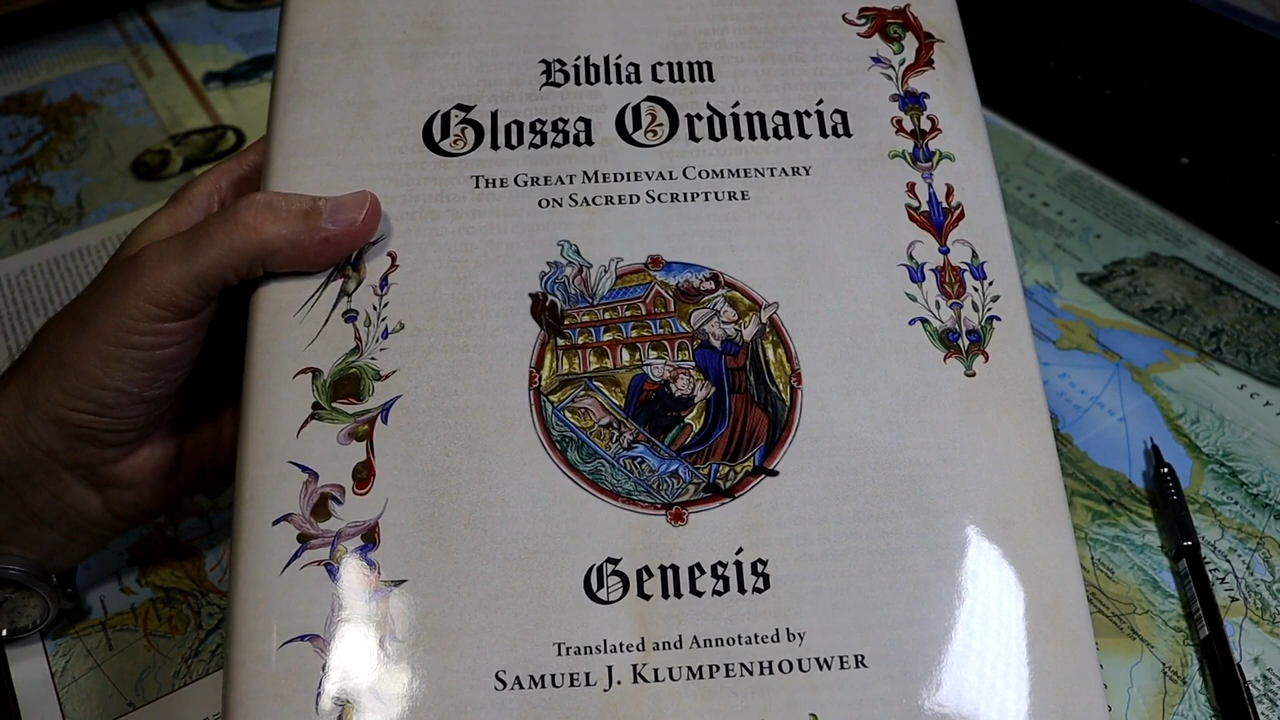 Biblia cum
Glossa Ordinaria
The Great Medieval Commentary
on Sacred Scripture
Genesis
Translated and Annotated by
Samuel J. Klumpenhouwer